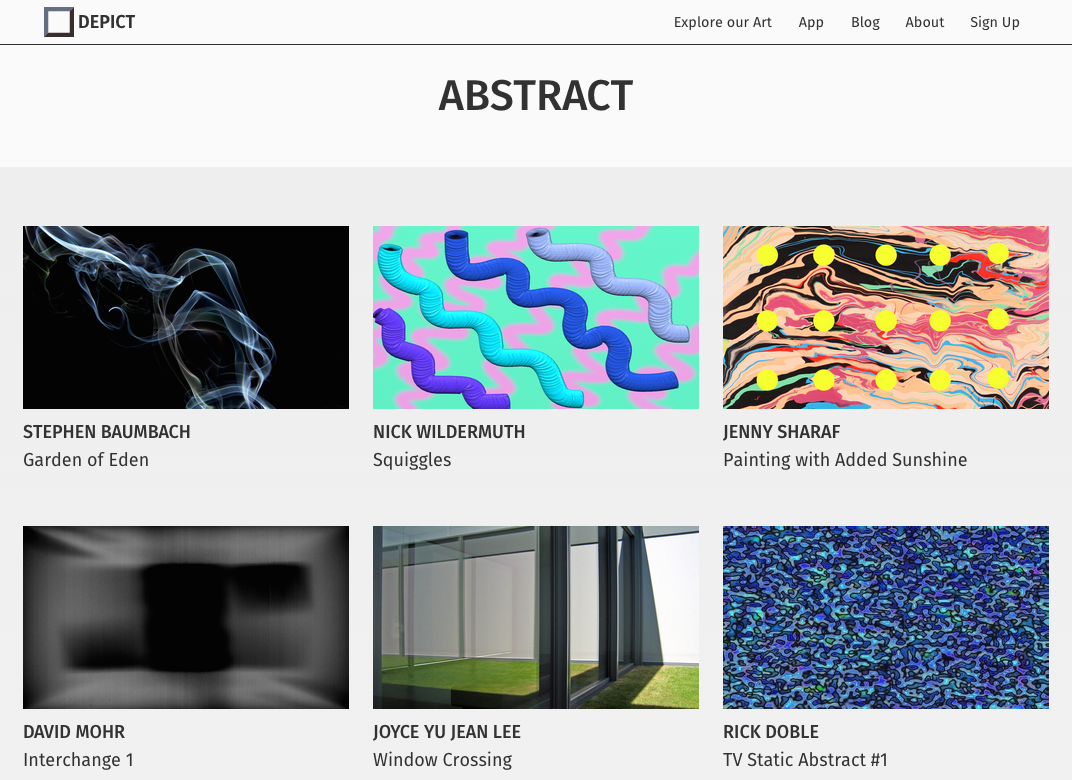 DEPICT
Explore our Art
App
Blog
About
Sign Up
ABSTRACT
STEPHEN BAUMBACH
Garden of Eden
NICK WILDERMUTH
Squiggles
JENNY SHARAF
Painting with Added Sunshine
DAVID MOHR
Interchange 1
JOYCE YU JEAN LEE
Window Crossing
RICK DOBLE
TV Static Abstract #1